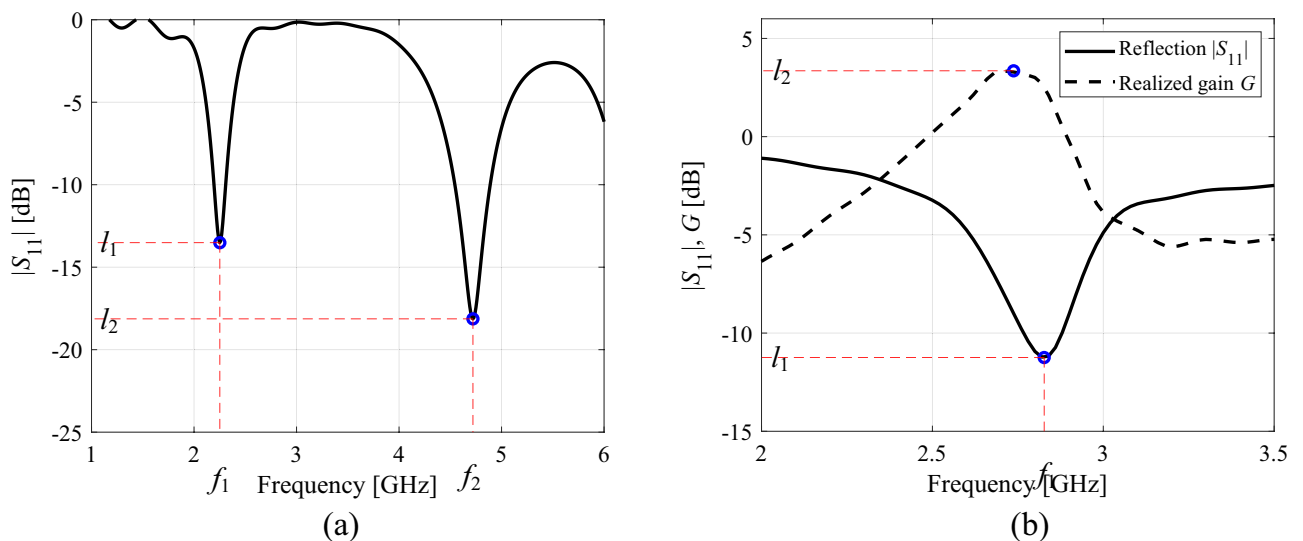 0
-5
-10
-15
-20
-25
|S11| [dB]
l1
l2
1 2 3 4 5 6
f1 Frequency [GHz] f2
(a)
5
0
-5
-10
-15
|S11|, G [dB]
l2
l1
Reflection |S11|
Realized gain G
2 2.5 3 3.5
Frequency [GHz]
f1
(b)